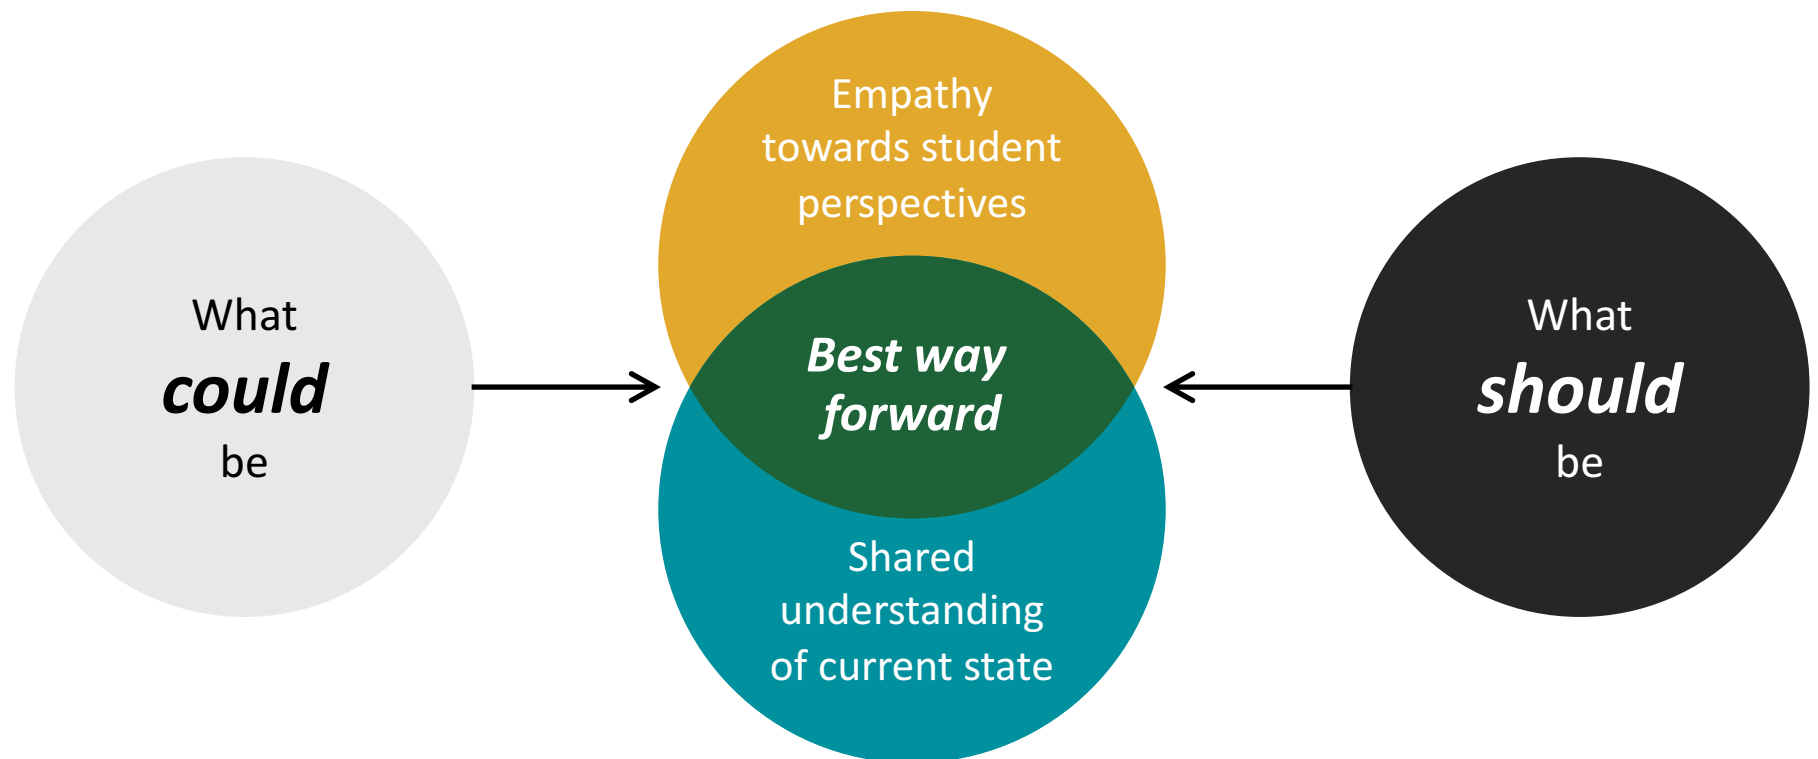 What
could
be
Empathy
towards student
perspectives
Best way
forward
Shared
understanding
of current state
What
should
be